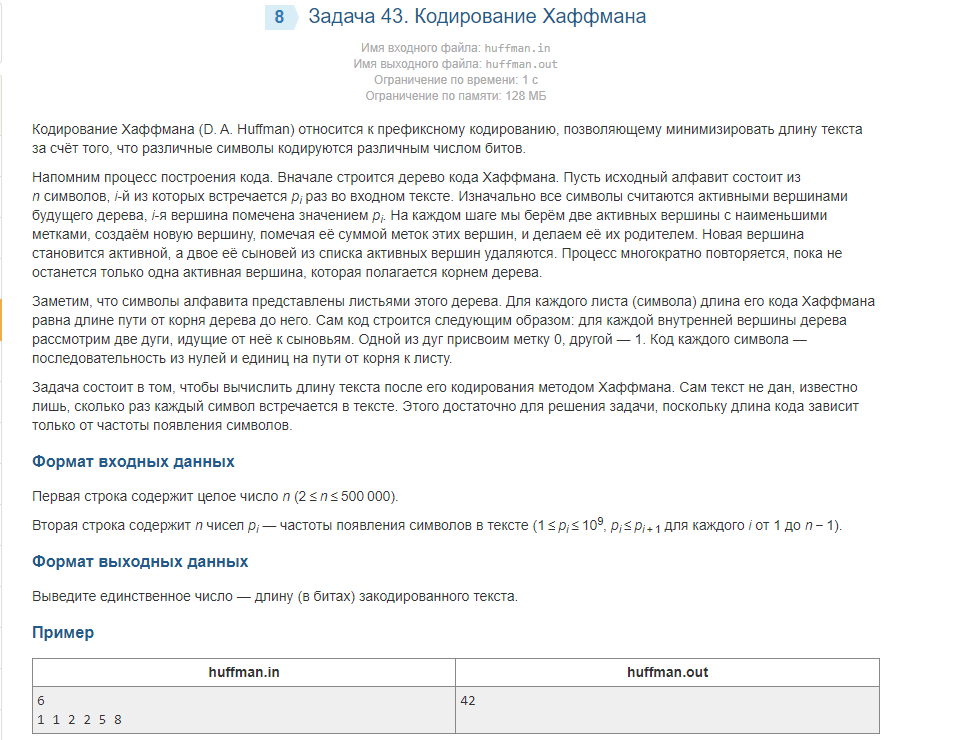 8 Задача 43. Кодирование Хаффмана
Имя входного файла: huffman.in
Имя выходного файла: huffman.out
Ограничение по времени: 1 с
Ограничение по памяти: 128 МБ
Кодирование Хаффмана (D. A. Huffman) относится к префиксному кодированию, позволяющему минимизировать длину текста
за счёт того, что различные символы кодируются различным числом битов.
Напомним процесс построения кода. Вначале строится дерево кода Хаффмана. Пусть исходный алфавит состоит из
n символов, i-й из которых встречается pi раз во входном тексте. Изначально все символы считаются активными вершинами
будущего дерева, i-я вершина помечена значением pi. На каждом шаге мы берём две активных вершины с наименьшими
метками, создаём новую вершину, помечая её суммой меток этих вершин, и делаем её их родителем. Новая вершина
становится активной, а двое её сыновей из списка активных вершин удаляются. Процесс многократно повторяется, пока не
останется только одна активная вершина, которая полагается корнем дерева.
Заметим, что символы алфавита представлены листьями этого дерева. Для каждого листа (символа) длина его кода Хаффмана
равна длине пути от корня дерева до него. Сам код строится следующим образом: для каждой внутренней вершины дерева
рассмотрим две дуги, идущие от неё к сыновьям. Одной из дуг присвоим метку 0, другой — 1. Код каждого символа —
последовательность из нулей и единиц на пути от корня к листу.
Задача состоит в том, чтобы вычислить длину текста после его кодирования методом Хаффмана. Сам текст не дан, известно
лишь, сколько раз каждый символ встречается в тексте. Этого достаточно для решения задачи, поскольку длина кода зависит
только от частоты появления символов.
Формат входных данных
Первая строка содержит целое число n (2 ≤ n ≤ 500 000).
Вторая строка содержит n чисел pi — частоты появления символов в тексте (1 ≤ pi ≤ 10⁹, pi ≤ pi + 1 для каждого i от 1 до n − 1).
Формат выходных данных
Выведите единственное число — длину (в битах) закодированного текста.
Пример
huffman.in huffman.out
6 42
1 1 2 2 5 8